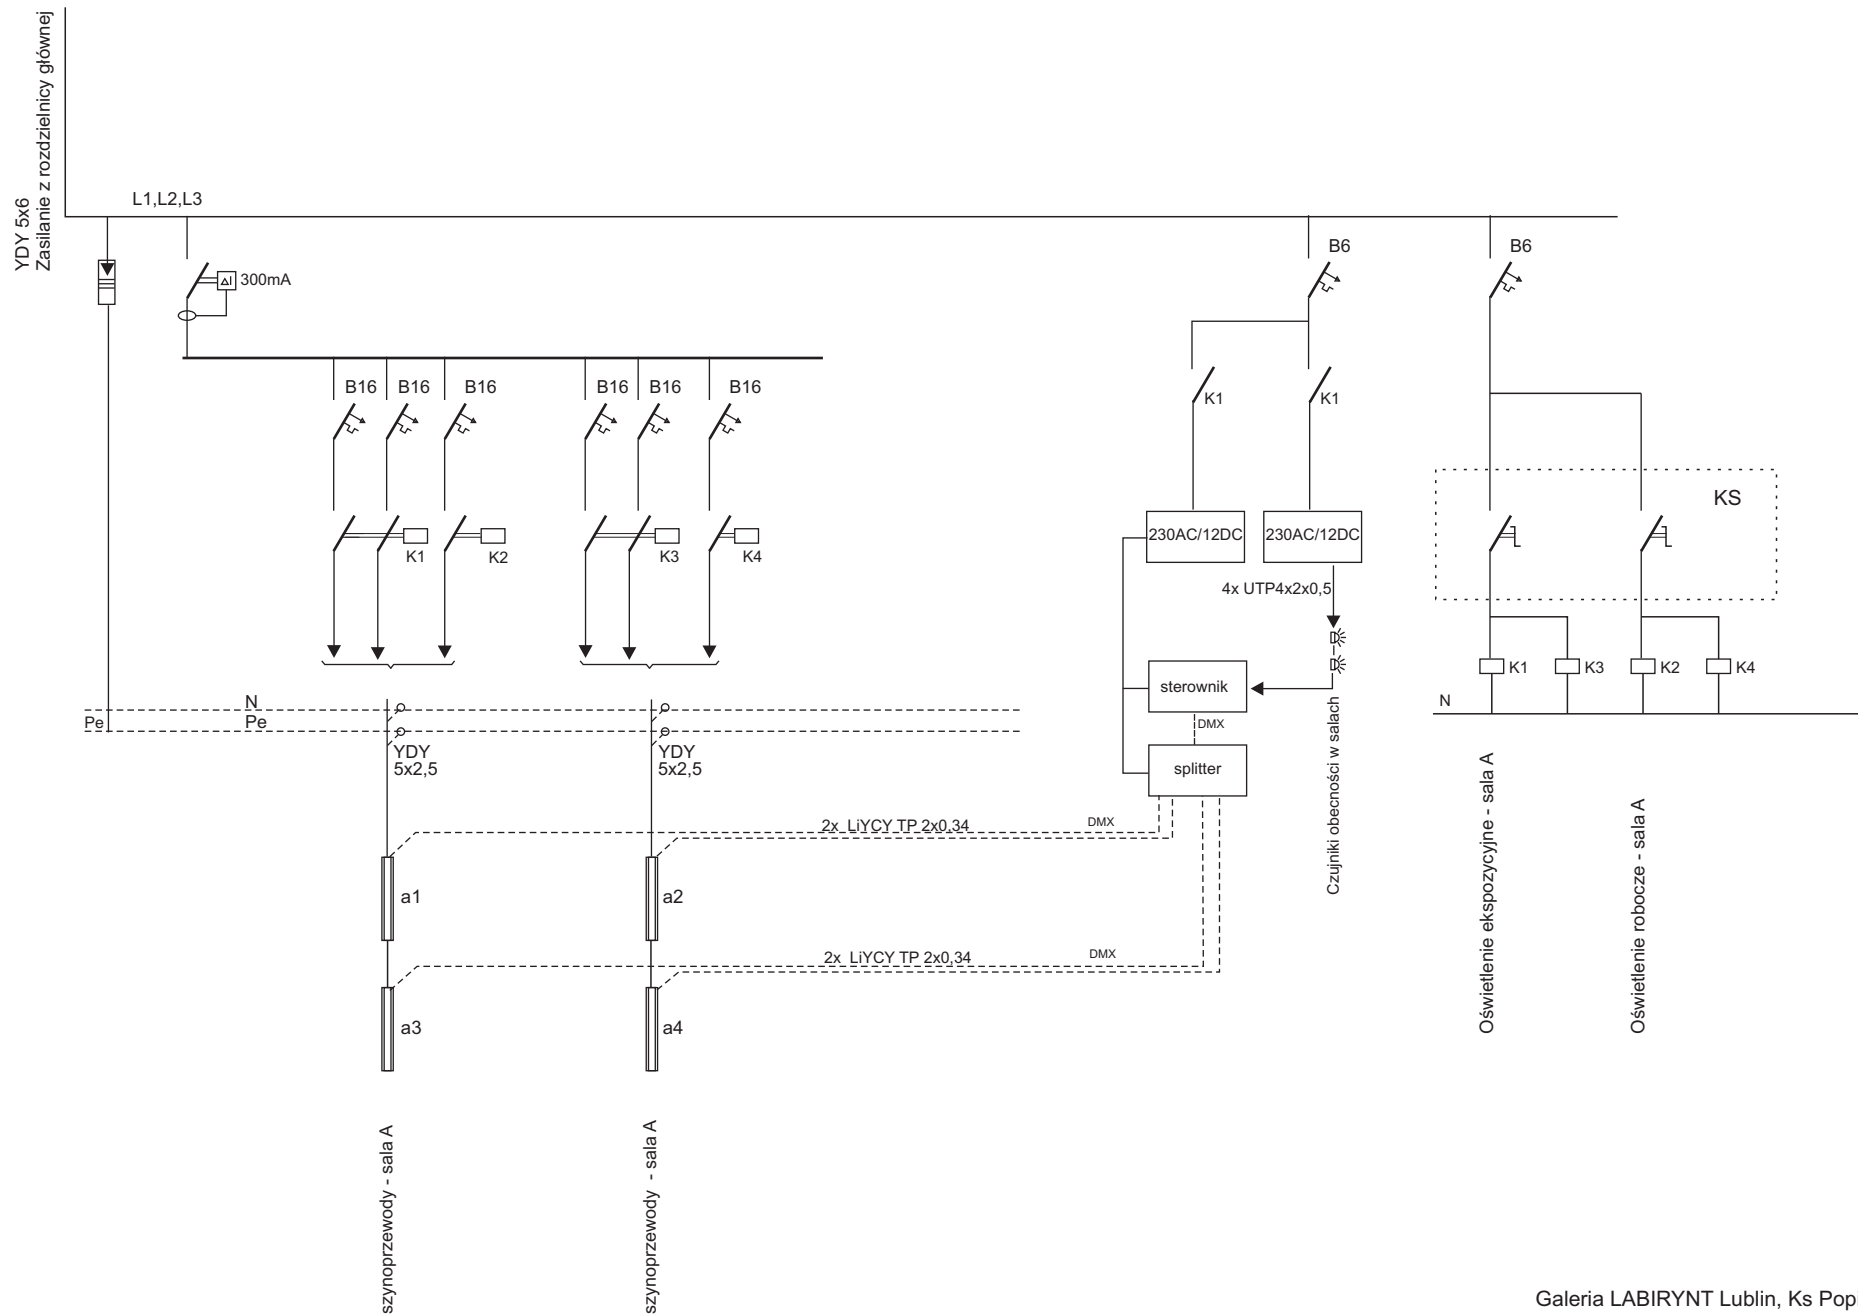 YDY 5x6
Zasilanie z rozdzielnicy głównej
L1,L2,L3
ΔI 300mA
B6
B6
B16
B16
B16
B16
B16
B16
K1
K1
K1
K2
K3
K4
KS
230AC/12DC
230AC/12DC
4x UTP4x2x0,5
K1
K3
K2
K4
sterownik
N
N
Pe
Pe
DMX
YDY
5x2,5
YDY
5x2,5
splitter
Czujniki obecności w salach
Oświetlenie ekspozycyjne - sala A
Oświetlenie robocze - sala A
2x LiYCY TP 2x0,34
DMX
a1
a2
2x LiYCY TP 2x0,34
DMX
a3
a4
szynoprzewody - sala A
szynoprzewody - sala A
Galeria LABIRYNT Lublin, Ks Pop